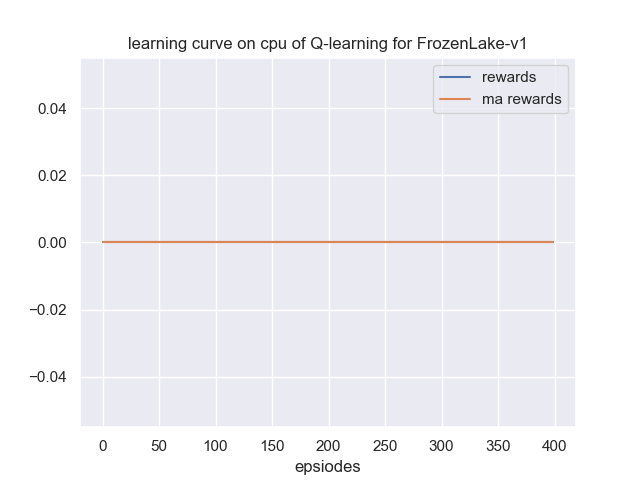 learning curve on cpu of Q-learning for FrozenLake-v1
rewards
ma rewards
0.04
0.02
0.00
−0.02
−0.04
0 50 100 150 200 250 300 350 400
epsiodes